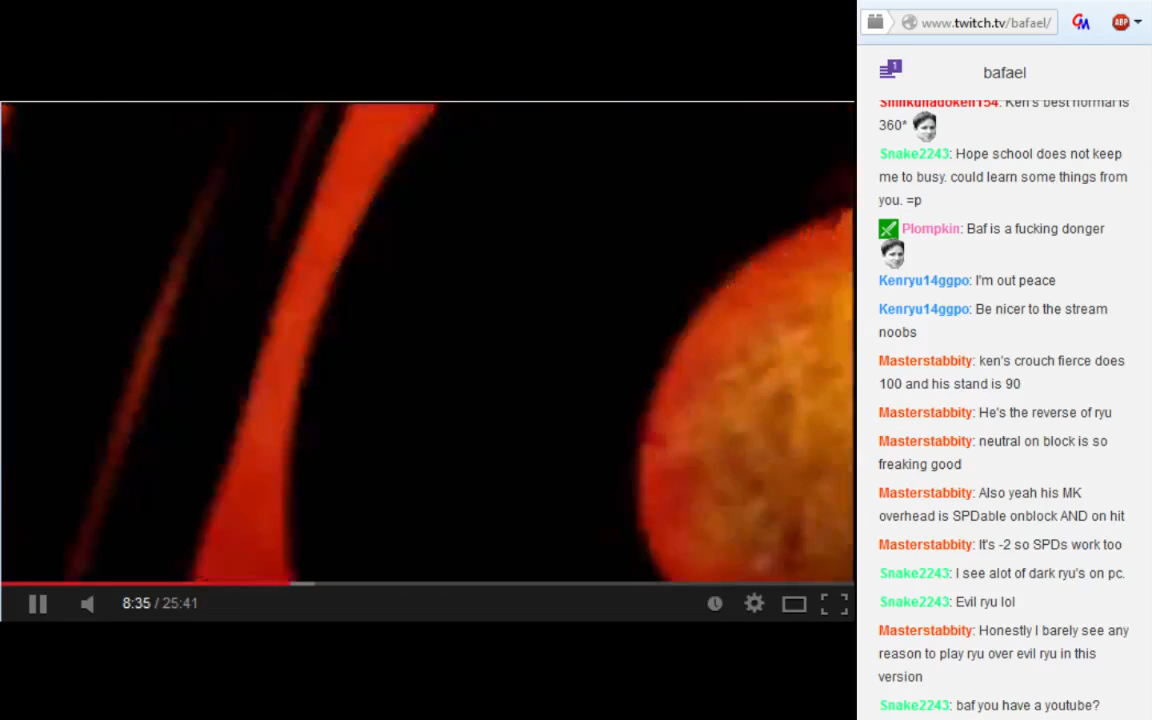 www.twitch.tv/bafael/
GM
ABP
1
bafael
Shinkuhadoken154: Ken's best normal is
360*
Snake2243: Hope school does not keep
me to busy. could learn some things from
you. =p
Plompkin: Baf is a fucking donger
Kenryu14ggpo: I'm out peace
Kenryu14ggpo: Be nicer to the stream
noobs
Masterstabbity: ken's crouch fierce does
100 and his stand is 90
Masterstabbity: He's the reverse of ryu
Masterstabbity: neutral on block is so
freaking good
Masterstabbity: Also yeah his MK
overhead is SPDable onblock AND on hit
Masterstabbity: It's -2 so SPDs work too
Snake2243: I see alot of dark ryu's on pc.
Snake2243: Evil ryu lol
Masterstabbity: Honestly I barely see any
reason to play ryu over evil ryu in this
version
Snake2243: baf you have a youtube?
8:35 / 25:41